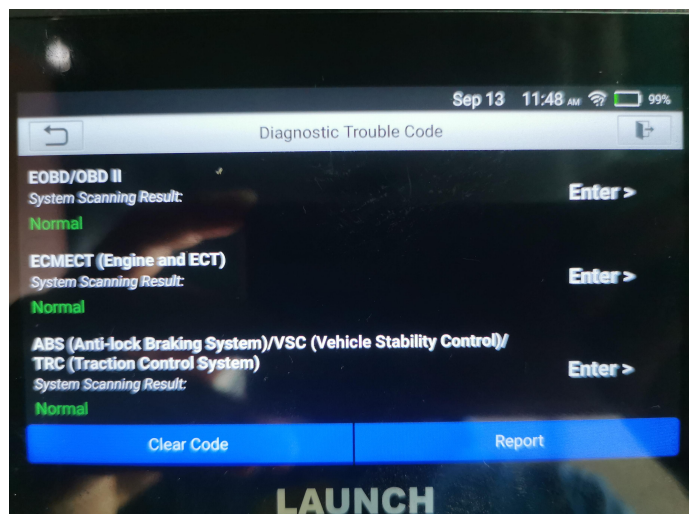 Sep 13 11:48 AM 99%
Diagnostic Trouble Code
EOBD/OBD II
System Scanning Result:
Enter >
Normal
ECMECT (Engine and ECT)
System Scanning Result:
Enter >
Normal
ABS (Anti-lock Braking System)/VSC (Vehicle Stability Control)/
TRC (Traction Control System)
System Scanning Result:
Enter >
Normal
Clear Code
Report
LAUNCH